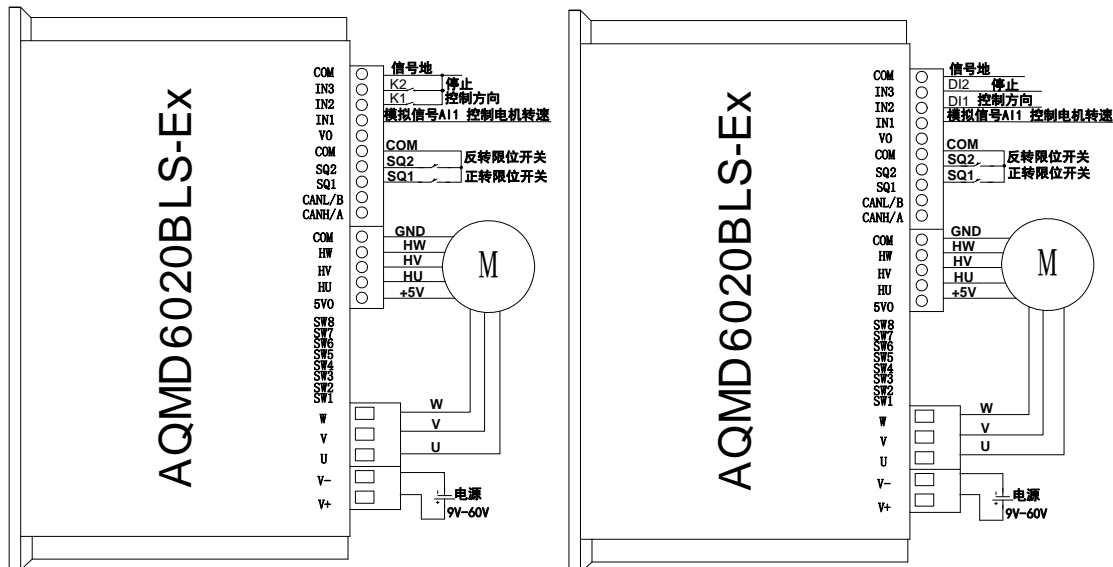 AQMD6020BLS-Ex
COM
IN3
IN2
IN1
VO
COM
SQ2
SQ1
CANL/B
CANH/A
COM
HW
HV
HU
5VO
SW8
SW7
SW6
SW5
SW4
SW3
SW2
SW1
W
V
U
V-
V+
信号地
K2 停止
K1 控制方向
模拟信号AI1 控制电机转速
COM
SQ2 反转限位开关
SQ1 正转限位开关
GND
HW
HV
HU
+5V
M
W
V
U
电源
9V-60V
AQMD6020BLS-Ex
COM
IN3
IN2
IN1
VO
COM
SQ2
SQ1
CANL/B
CANH/A
COM
HW
HV
HU
5VO
SW8
SW7
SW6
SW5
SW4
SW3
SW2
SW1
W
V
U
V-
V+
信号地
DI2 停止
DI1 控制方向
模拟信号AI1 控制电机转速
COM
SQ2 反转限位开关
SQ1 正转限位开关
GND
HW
HV
HU
+5V
M
W
V
U
电源
9V-60V